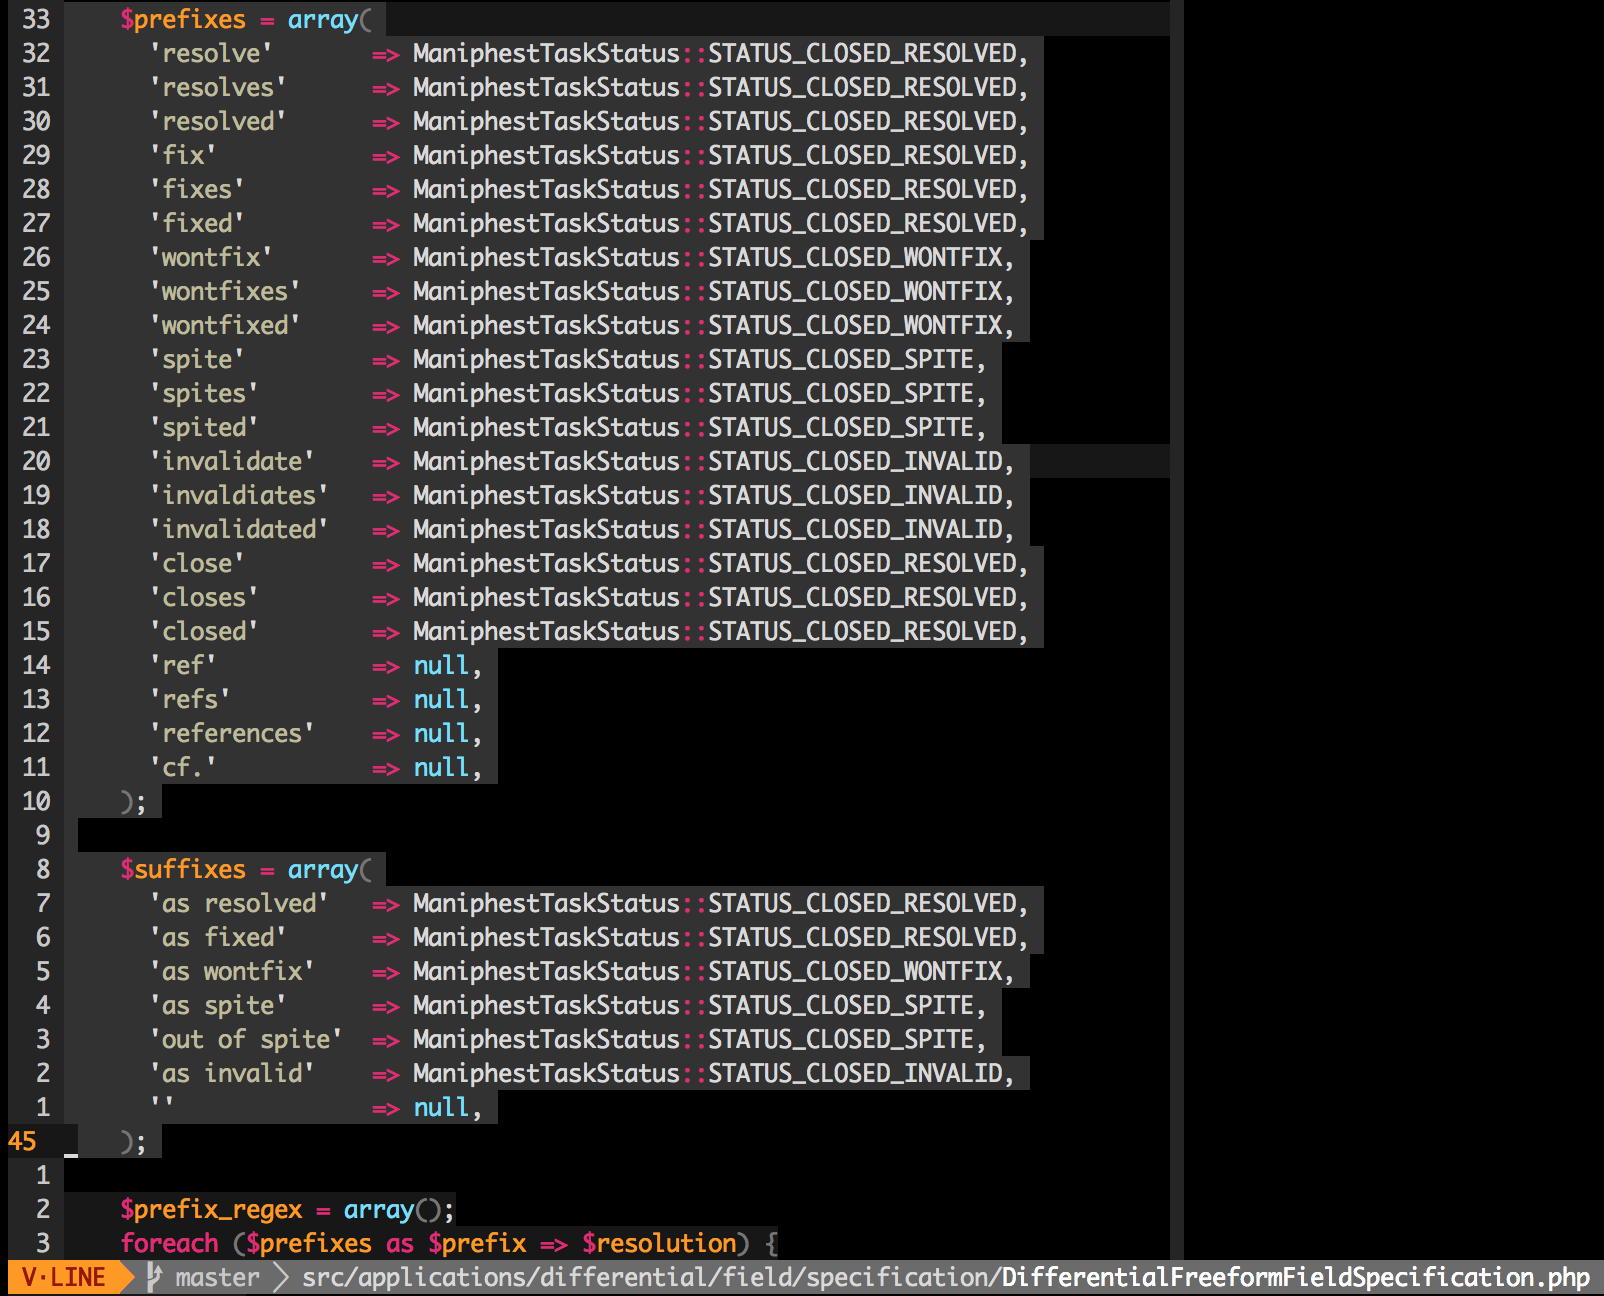 33 $prefixes = array(
32 'resolve' => ManiphestTaskStatus::STATUS_CLOSED_RESOLVED,
31 'resolves' => ManiphestTaskStatus::STATUS_CLOSED_RESOLVED,
30 'resolved' => ManiphestTaskStatus::STATUS_CLOSED_RESOLVED,
29 'fix' => ManiphestTaskStatus::STATUS_CLOSED_RESOLVED,
28 'fixes' => ManiphestTaskStatus::STATUS_CLOSED_RESOLVED,
27 'fixed' => ManiphestTaskStatus::STATUS_CLOSED_RESOLVED,
26 'wontfix' => ManiphestTaskStatus::STATUS_CLOSED_WONTFIX,
25 'wontfixes' => ManiphestTaskStatus::STATUS_CLOSED_WONTFIX,
24 'wontfixed' => ManiphestTaskStatus::STATUS_CLOSED_WONTFIX,
23 'spite' => ManiphestTaskStatus::STATUS_CLOSED_SPITE,
22 'spites' => ManiphestTaskStatus::STATUS_CLOSED_SPITE,
21 'spited' => ManiphestTaskStatus::STATUS_CLOSED_SPITE,
20 'invalidate' => ManiphestTaskStatus::STATUS_CLOSED_INVALID,
19 'invaldiates' => ManiphestTaskStatus::STATUS_CLOSED_INVALID,
18 'invalidated' => ManiphestTaskStatus::STATUS_CLOSED_INVALID,
17 'close' => ManiphestTaskStatus::STATUS_CLOSED_RESOLVED,
16 'closes' => ManiphestTaskStatus::STATUS_CLOSED_RESOLVED,
15 'closed' => ManiphestTaskStatus::STATUS_CLOSED_RESOLVED,
14 'ref' => null,
13 'refs' => null,
12 'references' => null,
11 'cf.' => null,
10 );
9
8 $suffixes = array(
7 'as resolved' => ManiphestTaskStatus::STATUS_CLOSED_RESOLVED,
6 'as fixed' => ManiphestTaskStatus::STATUS_CLOSED_RESOLVED,
5 'as wontfix' => ManiphestTaskStatus::STATUS_CLOSED_WONTFIX,
4 'as spite' => ManiphestTaskStatus::STATUS_CLOSED_SPITE,
3 'out of spite' => ManiphestTaskStatus::STATUS_CLOSED_SPITE,
2 'as invalid' => ManiphestTaskStatus::STATUS_CLOSED_INVALID,
1 '' => null,
45 );
1
2 $prefix_regex = array();
3 foreach ($prefixes as $prefix => $resolution) {
V·LINE master src/applications/differential/field/specification/DifferentialFreeformFieldSpecification.php